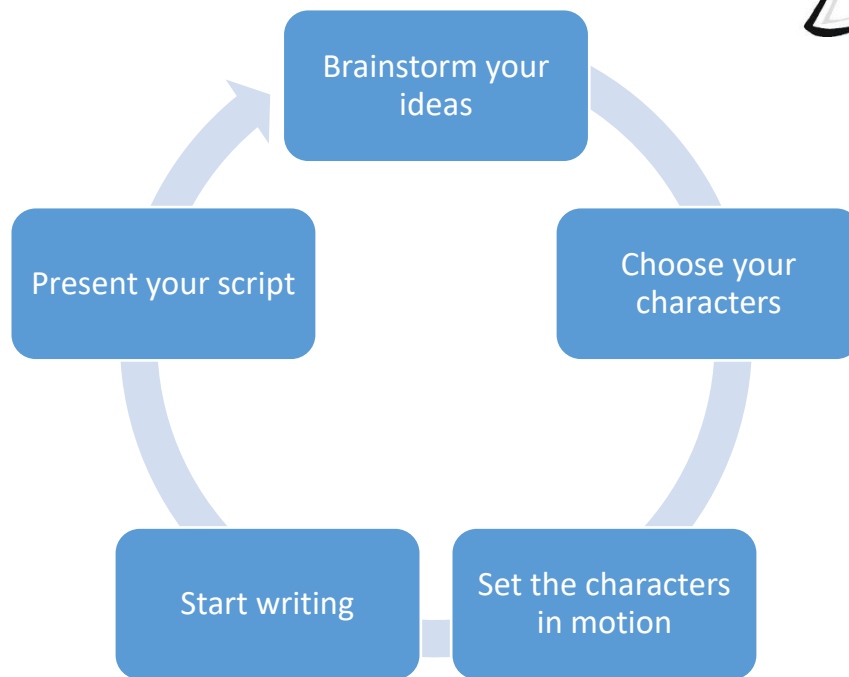 Brainstorm your
ideas
Choose your
characters
Set the characters
in motion
Start writing
Present your script